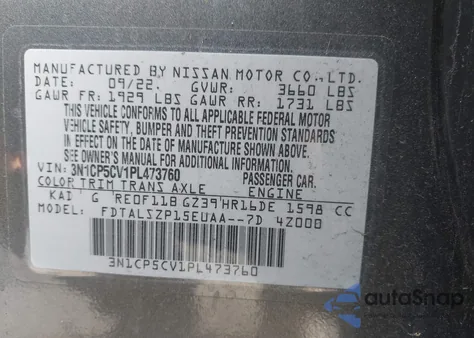 MANUFACTURED BY NISSAN MOTOR CO., LTD.
DATE: 09/22. GVWR: 3660 LBS
GAWR FR: 1929 LBS GAWR RR: 1731 LBS
THIS VEHICLE CONFORMS TO ALL APPLICABLE FEDERAL MOTOR
VEHICLE SAFETY, BUMPER AND THEFT PREVENTION STANDARDS
IN EFFECT ON THE DATE OF MANUFACTURE SHOWN ABOVE.
SEE OWNER'S MANUAL FOR ADDITIONAL INFORMATION
VIN: 3N1CP5CV1PL473760 PASSENGER CAR.
COLOR TRIM TRANS AXLE ENGINE
KAD G RE0F11B GZ39 HR16DE 1598 CC
MODEL: FDTALSZP15EUAA--7D 4Z000
3N1CP5CV1PL473760
autoSnap